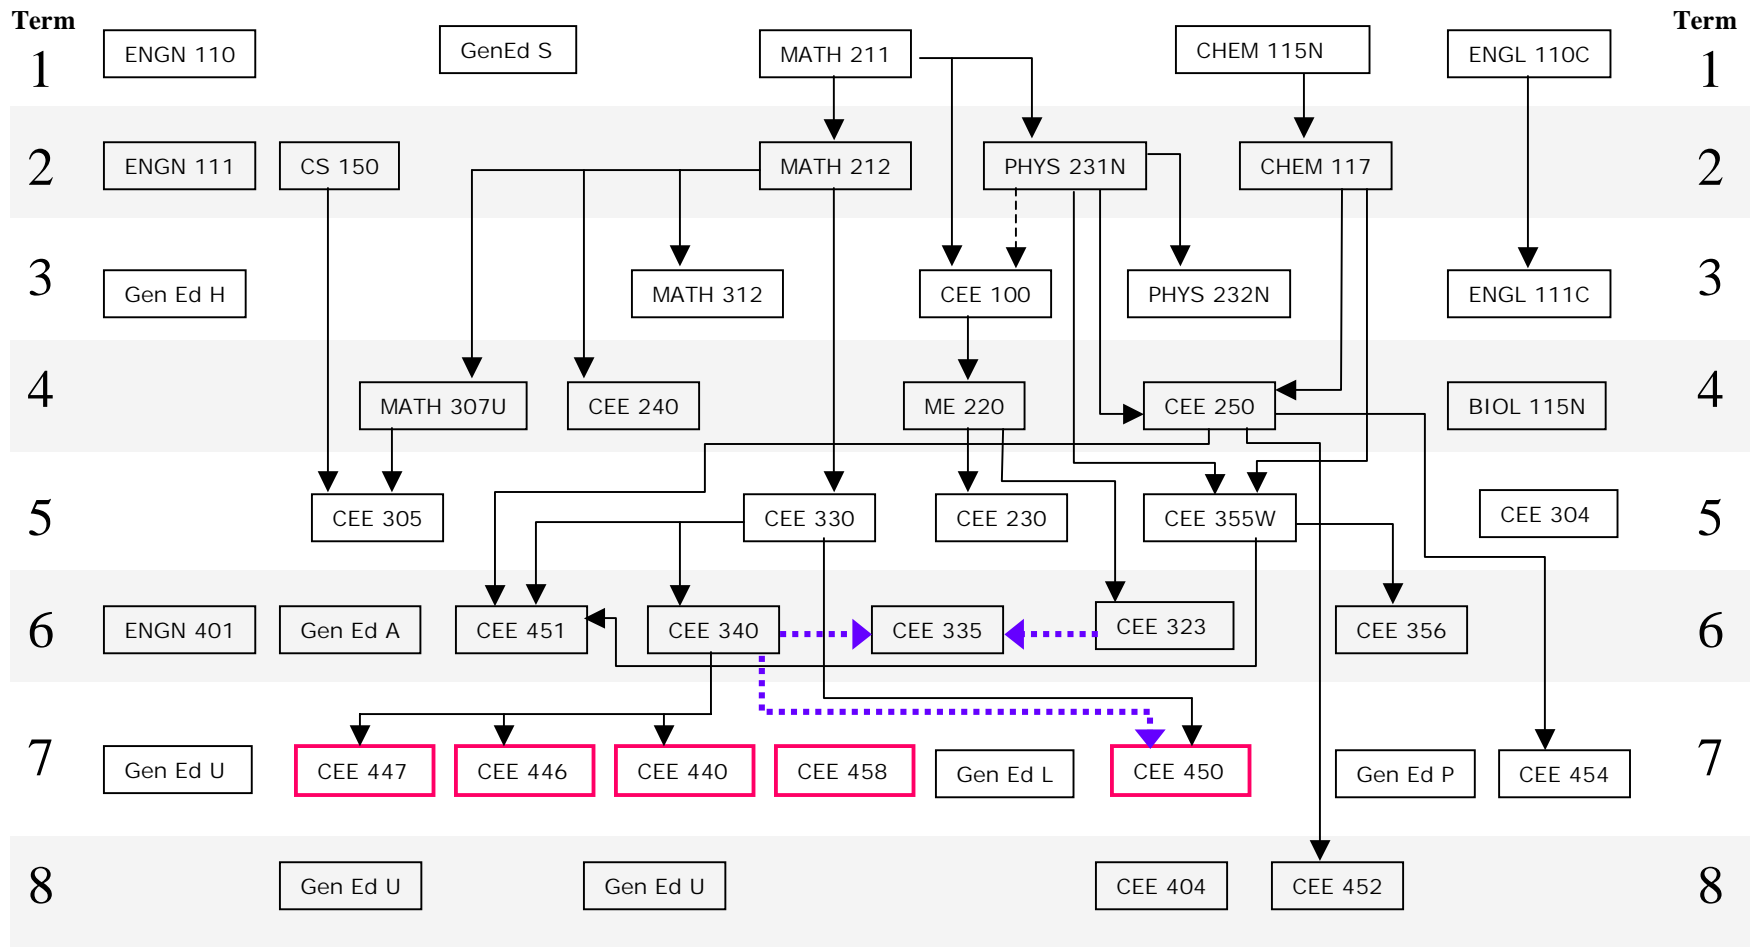 Term Term
1 ENGN 110 GenEd S MATH 211 CHEM 115N ENGL 110C 1
2 ENGN 111 CS 150 MATH 212 PHYS 231N CHEM 117 2
3 Gen Ed H MATH 312 CEE 100 PHYS 232N ENGL 111C 3
4 MATH 307U CEE 240 ME 220 CEE 250 BIOL 115N 4
5 CEE 305 CEE 330 CEE 230 CEE 355W CEE 304 5
6 ENGN 401 Gen Ed A CEE 451 CEE 340 CEE 335 CEE 323 CEE 356 6
7 Gen Ed U CEE 447 CEE 446 CEE 440 CEE 458 Gen Ed L CEE 450 Gen Ed P CEE 454 7
8 Gen Ed U Gen Ed U CEE 404 CEE 452 8